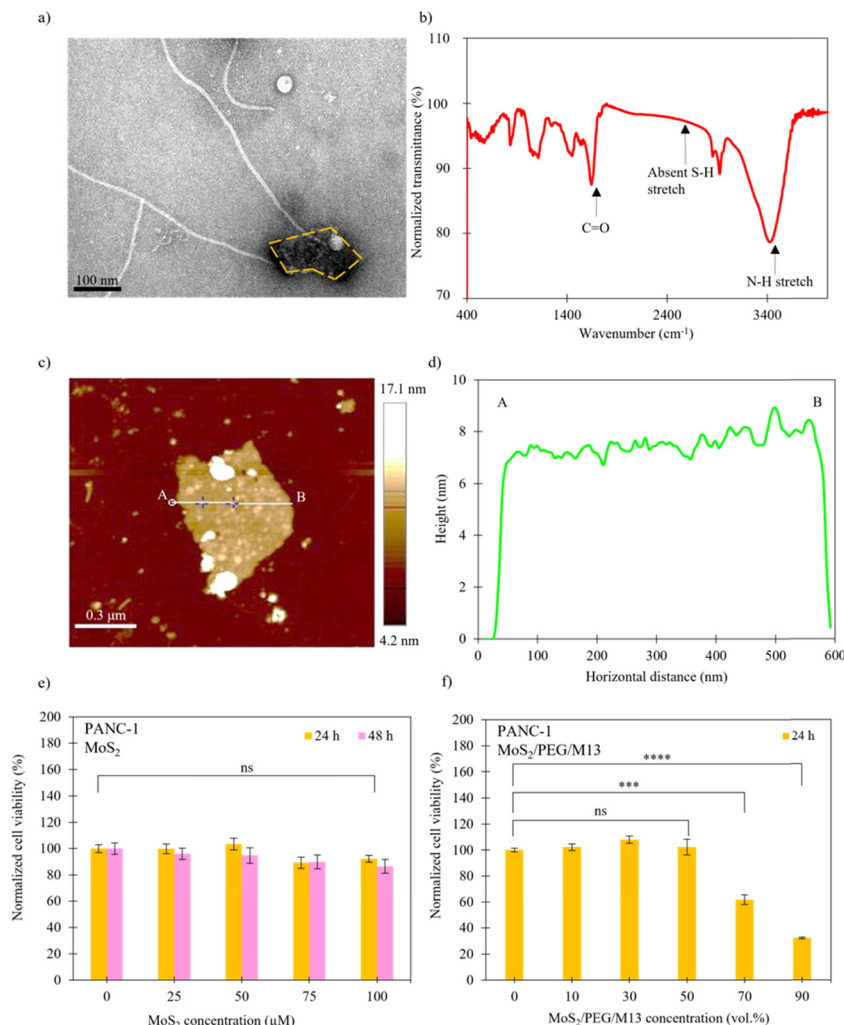 a)
100 nm
b)
Normalized transmittance (%)
110
100
90
80
70
Absent S-H
stretch
C=O
N-H stretch
400
1400
2400
3400
Wavenumber (cm-1)
c)
17.1 nm
A
B
0.3 µm
4.2 nm
d)
Height (nm)
10
8
6
4
2
0
A
B
0
100
200
300
400
500
600
Horizontal distance (nm)
e)
Normalized cell viability (%)
200
180
160
140
120
100
80
60
40
20
0
PANC-1
MoS2
24 h
48 h
ns
0
25
50
75
100
MoS2 concentration (µM)
f)
Normalized cell viability (%)
200
180
160
140
120
100
80
60
40
20
0
PANC-1
MoS2/PEG/M13
24 h
****
***
ns
0
10
30
50
70
90
MoS2/PEG/M13 concentration (vol.%)